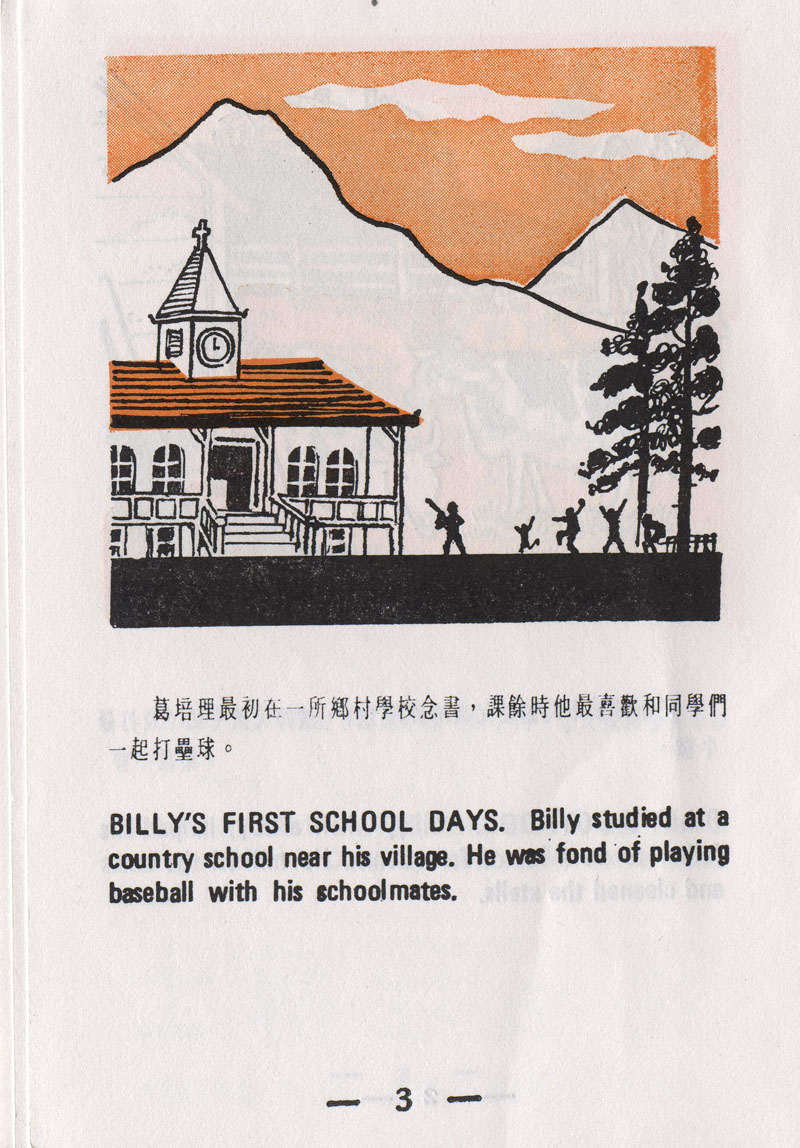 葛培理最初在一所鄉村學校念書，課餘時他最喜歡和同學們
一起打壘球。
BILLY'S FIRST SCHOOL DAYS. Billy studied at a
country school near his village. He was fond of playing
baseball with his schoolmates.
— 3 —